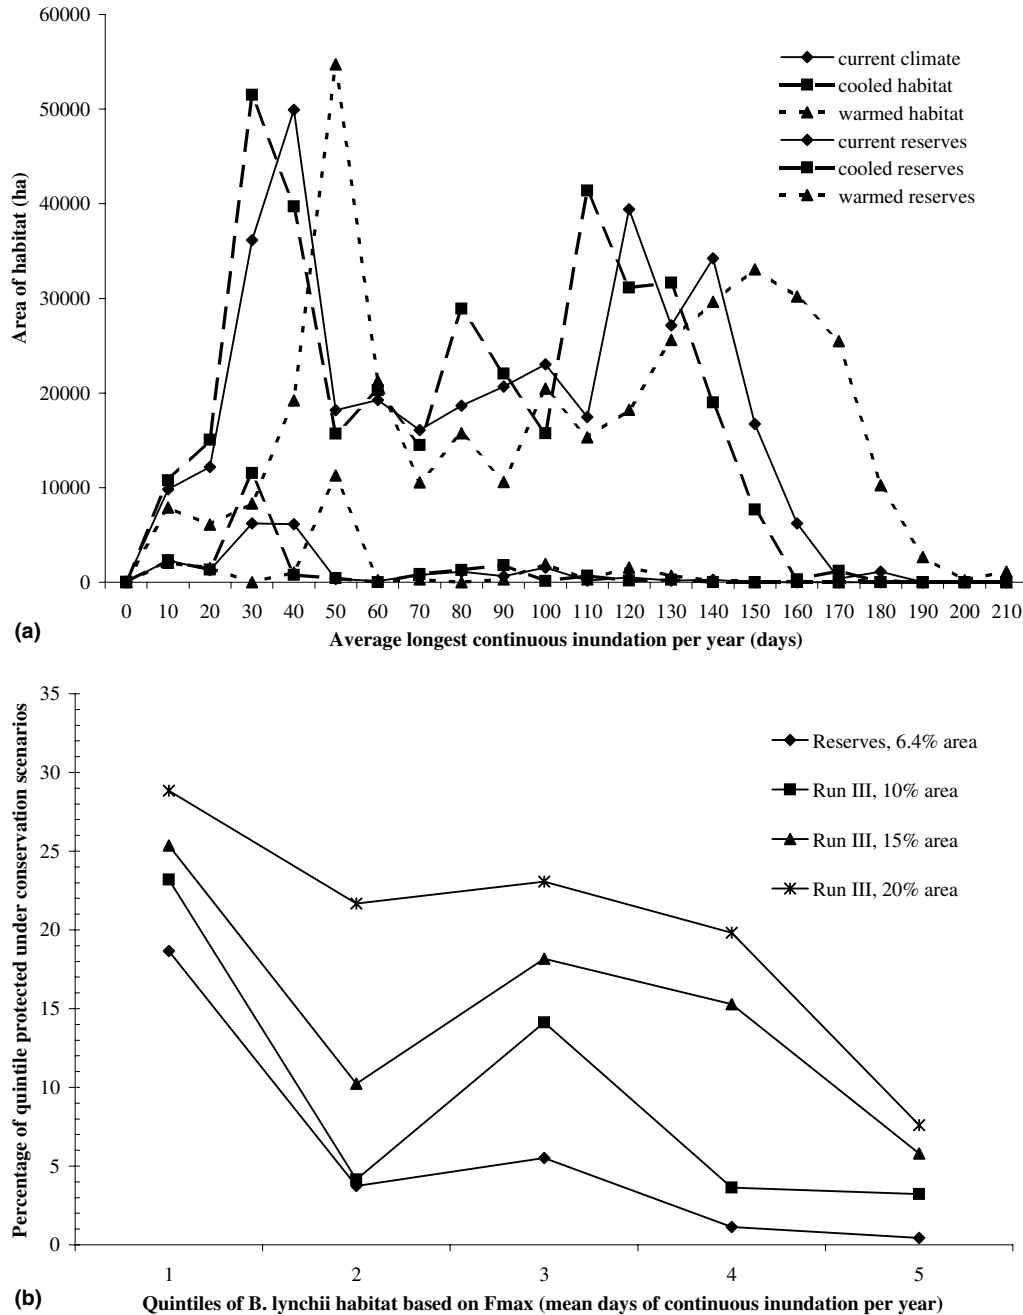 60000
50000
40000
30000
20000
10000
0
Area of habitat (ha)
current climate
cooled habitat
warmed habitat
current reserves
cooled reserves
warmed reserves
0 10 20 30 40 50 60 70 80 90 100 110 120 130 140 150 160 170 180 190 200 210
(a)
Average longest continuous inundation per year (days)
35
30
25
20
15
10
5
0
Percentage of quintile protected under conservation scenarios
Reserves, 6.4% area
Run III, 10% area
Run III, 15% area
Run III, 20% area
1 2 3 4 5
(b)
Quintiles of B. lynchii habitat based on Fmax (mean days of continuous inundation per year)